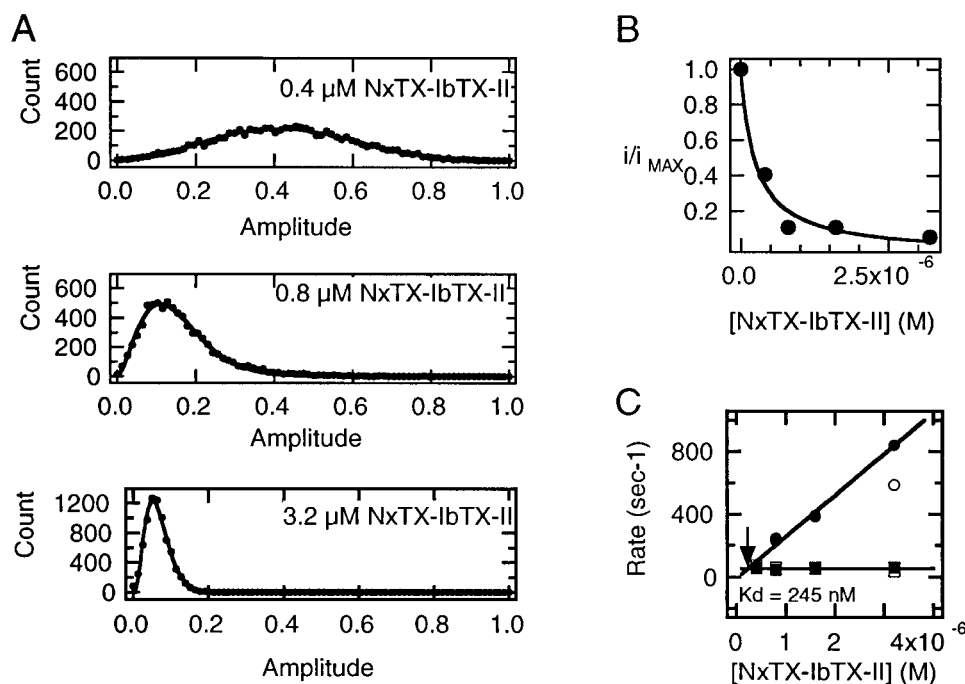 A
600
400
200
0
Count
0.4 µM NxTX-IbTX-II
0.0 0.2 0.4 0.6 0.8 1.0
Amplitude
600
400
200
0
Count
0.8 µM NxTX-IbTX-II
0.0 0.2 0.4 0.6 0.8 1.0
Amplitude
1200
800
400
0
Count
3.2 µM NxTX-IbTX-II
0.0 0.2 0.4 0.6 0.8 1.0
Amplitude
B
1.0
0.8
0.6
0.4
0.2
i/i MAX
0.0 2.5x10 -6
[NxTX-IbTX-II] (M)
C
800
400
0
Rate (sec-1)
Kd = 245 nM
0 1 2 4x10 -6
[NxTX-IbTX-II] (M)